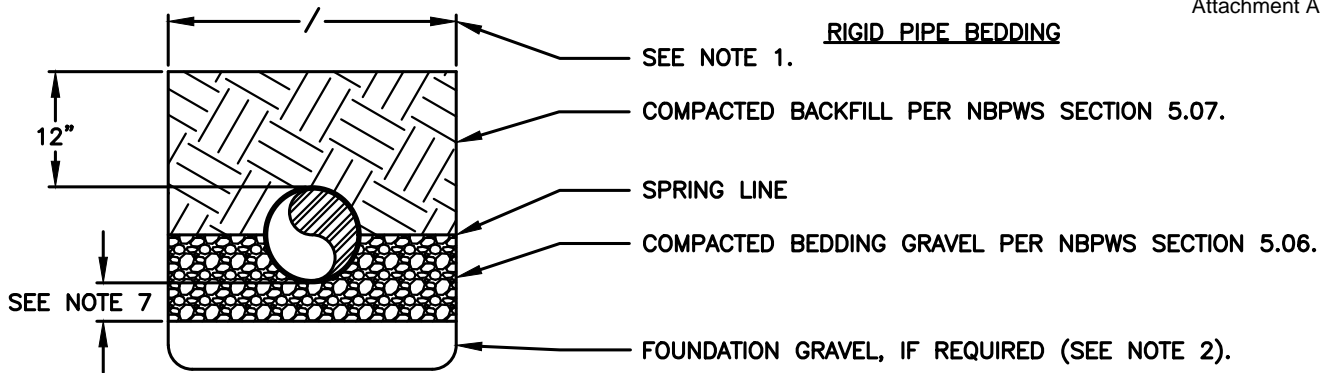 Attachment A
RIGID PIPE BEDDING
SEE NOTE 1.
COMPACTED BACKFILL PER NBPWS SECTION 5.07.
12"
SPRING LINE
COMPACTED BEDDING GRAVEL PER NBPWS SECTION 5.06.
SEE NOTE 7
FOUNDATION GRAVEL, IF REQUIRED (SEE NOTE 2).